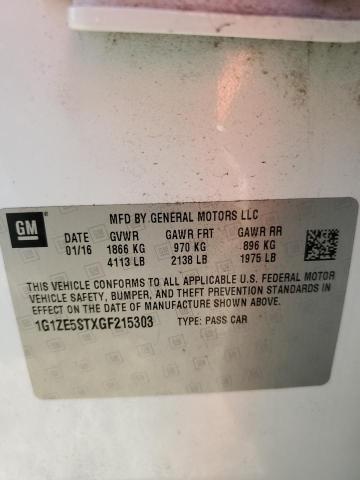 MFD BY GENERAL MOTORS LLC
GM
DATE GVWR GAWR FRT GAWR RR
01/16 1866 KG 970 KG 896 KG
4113 LB 2138 LB 1975 LB
THIS VEHICLE CONFORMS TO ALL APPLICABLE U.S. FEDERAL MOTOR
VEHICLE SAFETY, BUMPER, AND THEFT PREVENTION STANDARDS IN
EFFECT ON THE DATE OF MANUFACTURE SHOWN ABOVE.
1G1ZE5STXGF215303 TYPE: PASS CAR